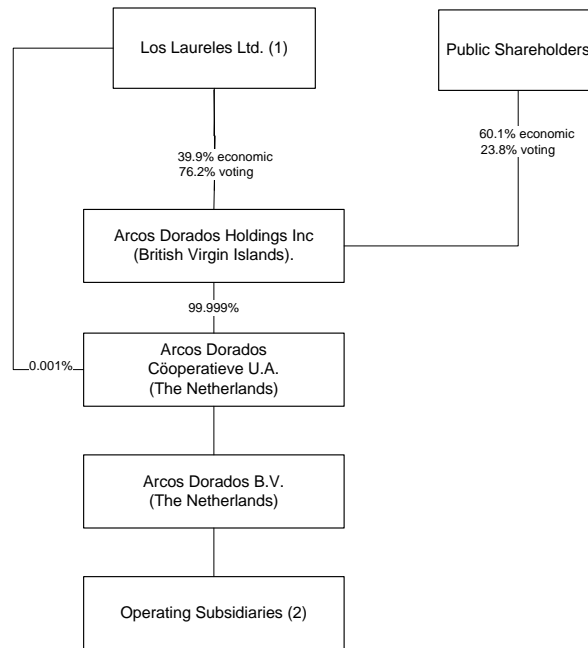 Los Laureles Ltd. (1)
Public Shareholders
39.9% economic
76.2% voting
60.1% economic
23.8% voting
Arcos Dorados Holdings Inc
(British Virgin Islands).
99.999%
Arcos Dorados
Cöoperatieve U.A.
(The Netherlands)
0.001%
Arcos Dorados B.V.
(The Netherlands)
Operating Subsidiaries (2)